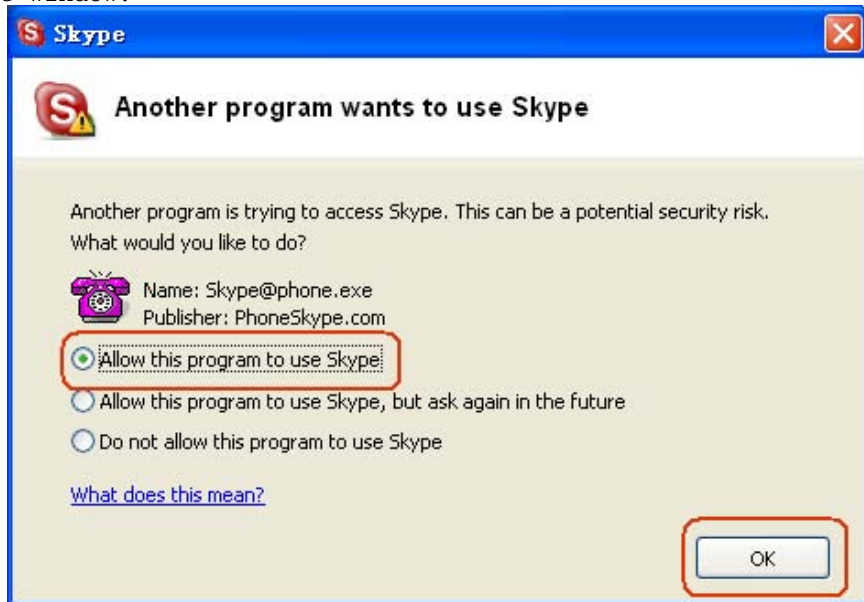 Skype
Another program wants to use Skype
Another program is trying to access Skype. This can be a potential security risk.
What would you like to do?
Name: Skype@phone.exe
Publisher: PhoneSkype.com
Allow this program to use Skype
Allow this program to use Skype, but ask again in the future
Do not allow this program to use Skype
What does this mean?
OK